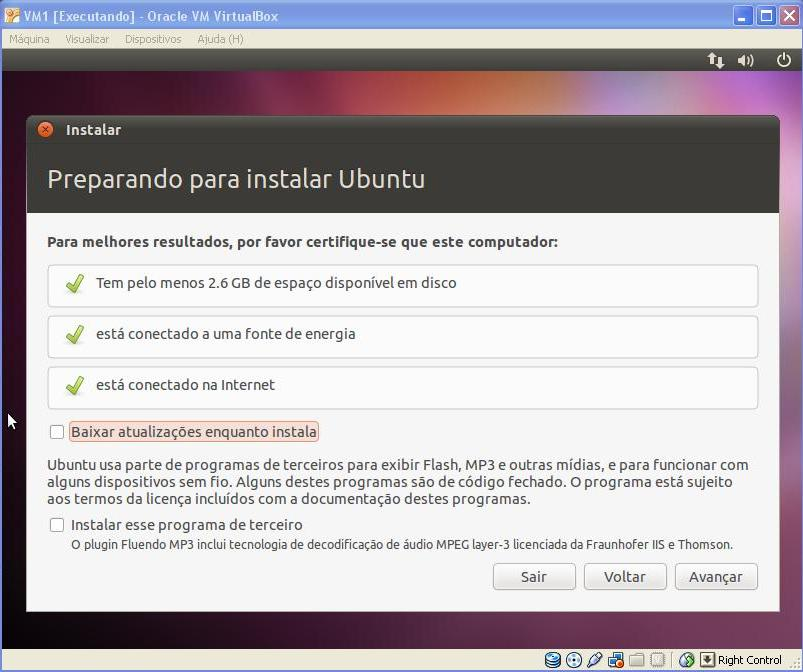 VM1 [Executando] - Oracle VM VirtualBox
Máquina Visualizar Dispositivos Ajuda (H)
Instalar
Preparando para instalar Ubuntu
Para melhores resultados, por favor certifique-se que este computador:
Tem pelo menos 2.6 GB de espaço disponível em disco
está conectado a uma fonte de energia
está conectado na Internet
Baixar atualizações enquanto instala
Ubuntu usa parte de programas de terceiros para exibir Flash, MP3 e outras mídias, e para funcionar com
alguns dispositivos sem fio. Alguns destes programas são de código fechado. O programa está sujeito
aos termos da licença incluídos com a documentação destes programas.
Instalar esse programa de terceiro
O plugin Fluendo MP3 inclui tecnologia de decodificação de áudio MPEG layer-3 licenciada da Fraunhofer IIS e Thomson.
Sair Voltar Avançar
Right Control